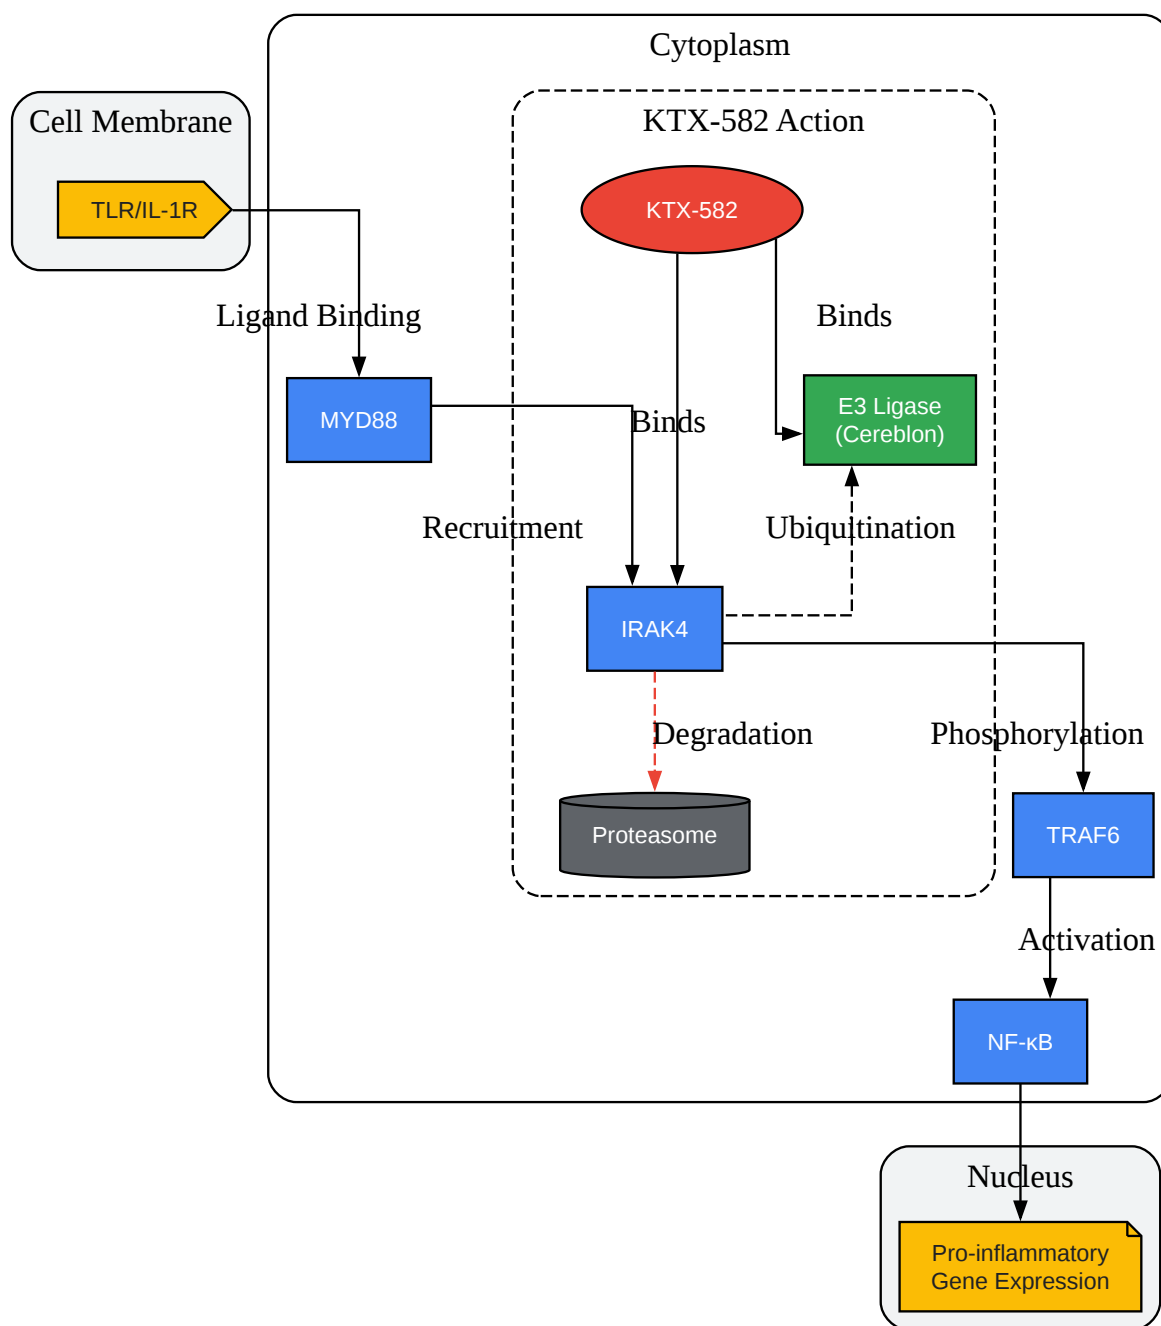 Cytoplasm
Cell Membrane
KTX-582 Action
TLR/IL-1R
KTX-582
Ligand Binding
Binds
MYD88
Binds
E3 Ligase
(Cereblon)
Recruitment
Ubiquitination
IRAK4
Degradation
Phosphorylation
Proteasome
TRAF6
Activation
NF-κB
Nucleus
Pro-inflammatory
Gene Expression